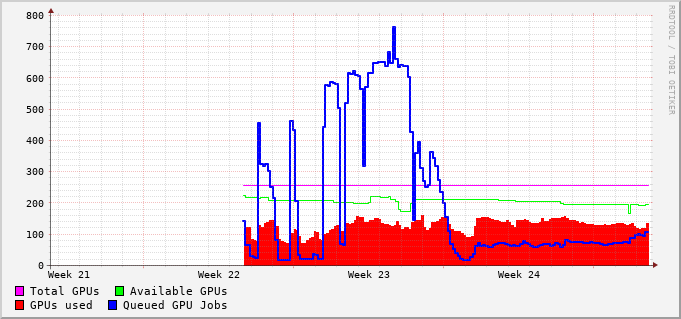 800
700
600
500
400
300
200
100
0
Week 21 Week 22 Week 23 Week 24
Total GPUs Available GPUs
GPUs used Queued GPU Jobs
RRDTOOL / TOBI OETIKER